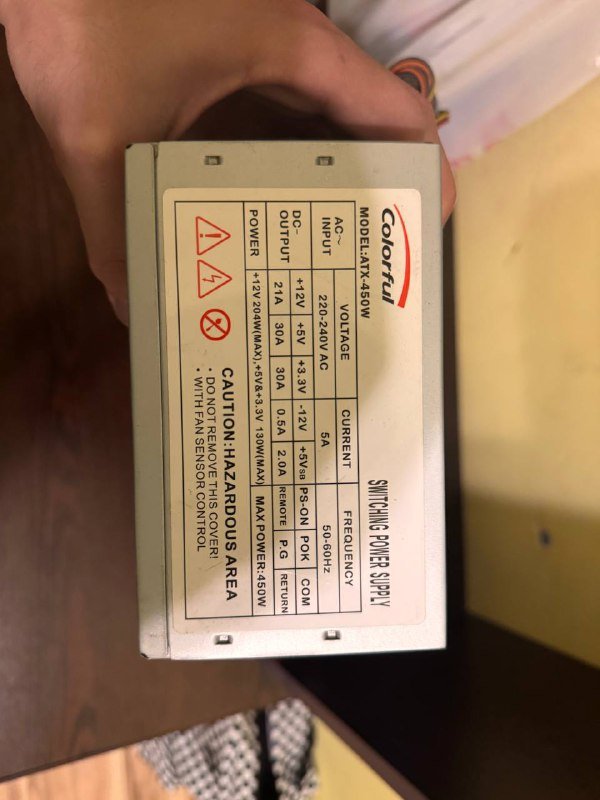 Colorful
SWITCHING POWER SUPPLY
MODEL:ATX-450W
AC~ INPUT VOLTAGE CURRENT FREQUENCY
220-240V AC 5A 50-60Hz
DC⎓ OUTPUT +12V +5V +3.3V -12V +5VSB PS-ON POK COM
21A 30A 30A 0.5A 2.0A REMOTE P.G RETURN
POWER +12V 204W(MAX),+5V&+3.3V 130W(MAX) MAX POWER:450W
CAUTION:HAZARDOUS AREA
• DO NOT REMOVE THIS COVER!
• WITH FAN SENSOR CONTROL